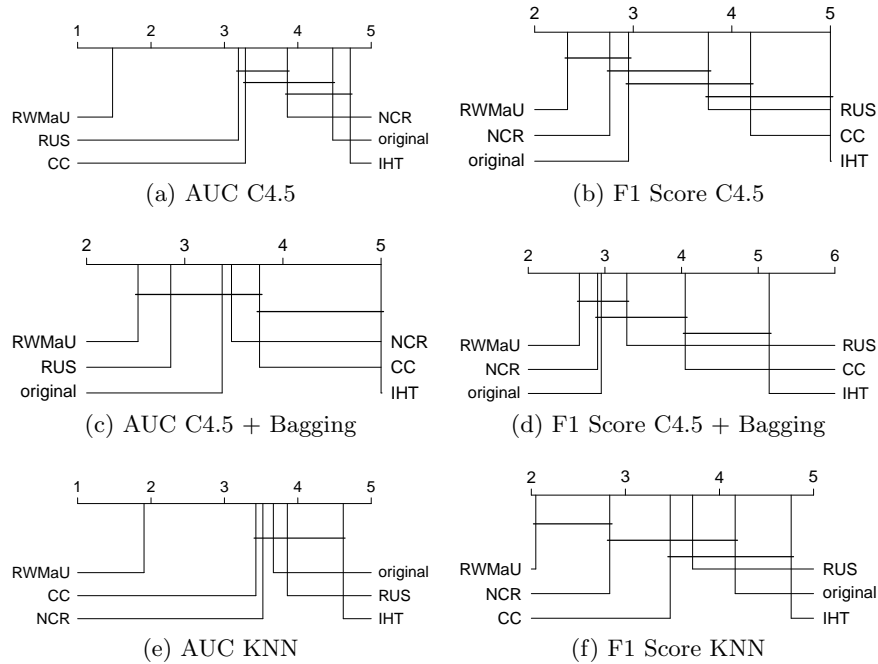 1 2 3 4 5
RWMaU NCR
RUS original
CC IHT
(a) AUC C4.5
2 3 4 5
RWMaU RUS
NCR CC
original IHT
(b) F1 Score C4.5
2 3 4 5
RWMaU NCR
RUS CC
original IHT
(c) AUC C4.5 + Bagging
2 3 4 5 6
RWMaU RUS
NCR CC
original IHT
(d) F1 Score C4.5 + Bagging
1 2 3 4 5
RWMaU original
CC RUS
NCR IHT
(e) AUC KNN
2 3 4 5
RWMaU RUS
NCR original
CC IHT
(f) F1 Score KNN